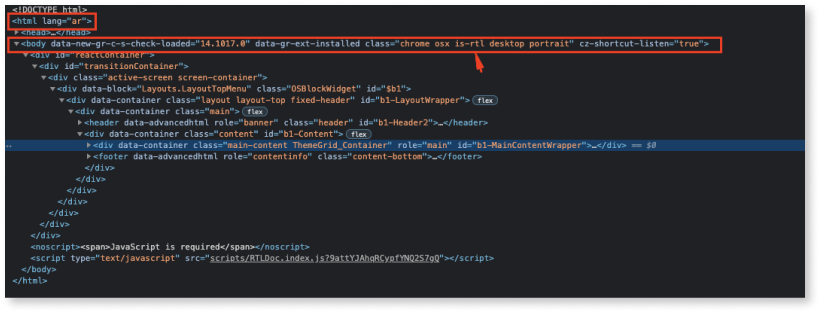 <!DOCTYPE html>
<html lang="ar">
<head>…</head>
<body data-new-gr-c-s-check-loaded="14.1017.0" data-gr-ext-installed class="chrome osx is-rtl desktop portrait" cz-shortcut-listen="true">
<div id="reactContainer">
<div id="transitionContainer">
<div class="active-screen screen-container">
<div data-block="Layouts.LayoutTopMenu" class="OSBlockWidget" id="$b1">
<div data-container class="layout layout-top fixed-header" id="b1-LayoutWrapper"> flex
<div data-container class="main"> flex
<header data-advancedhtml role="banner" class="header" id="b1-Header2">…</header>
<div data-container class="content" id="b1-Content"> flex
… <div data-container class="main-content ThemeGrid_Container" role="main" id="b1-MainContentWrapper">…</div> == $0
<footer data-advancedhtml role="contentinfo" class="content-bottom">…</footer>
</div>
</div>
</div>
</div>
</div>
</div>
</div>
<noscript><span>JavaScript is required</span></noscript>
<script type="text/javascript" src="scripts/RTLDoc.index.js?9attYJAhqRCypfYNQ2S7gQ"></script>
</body>
</html>